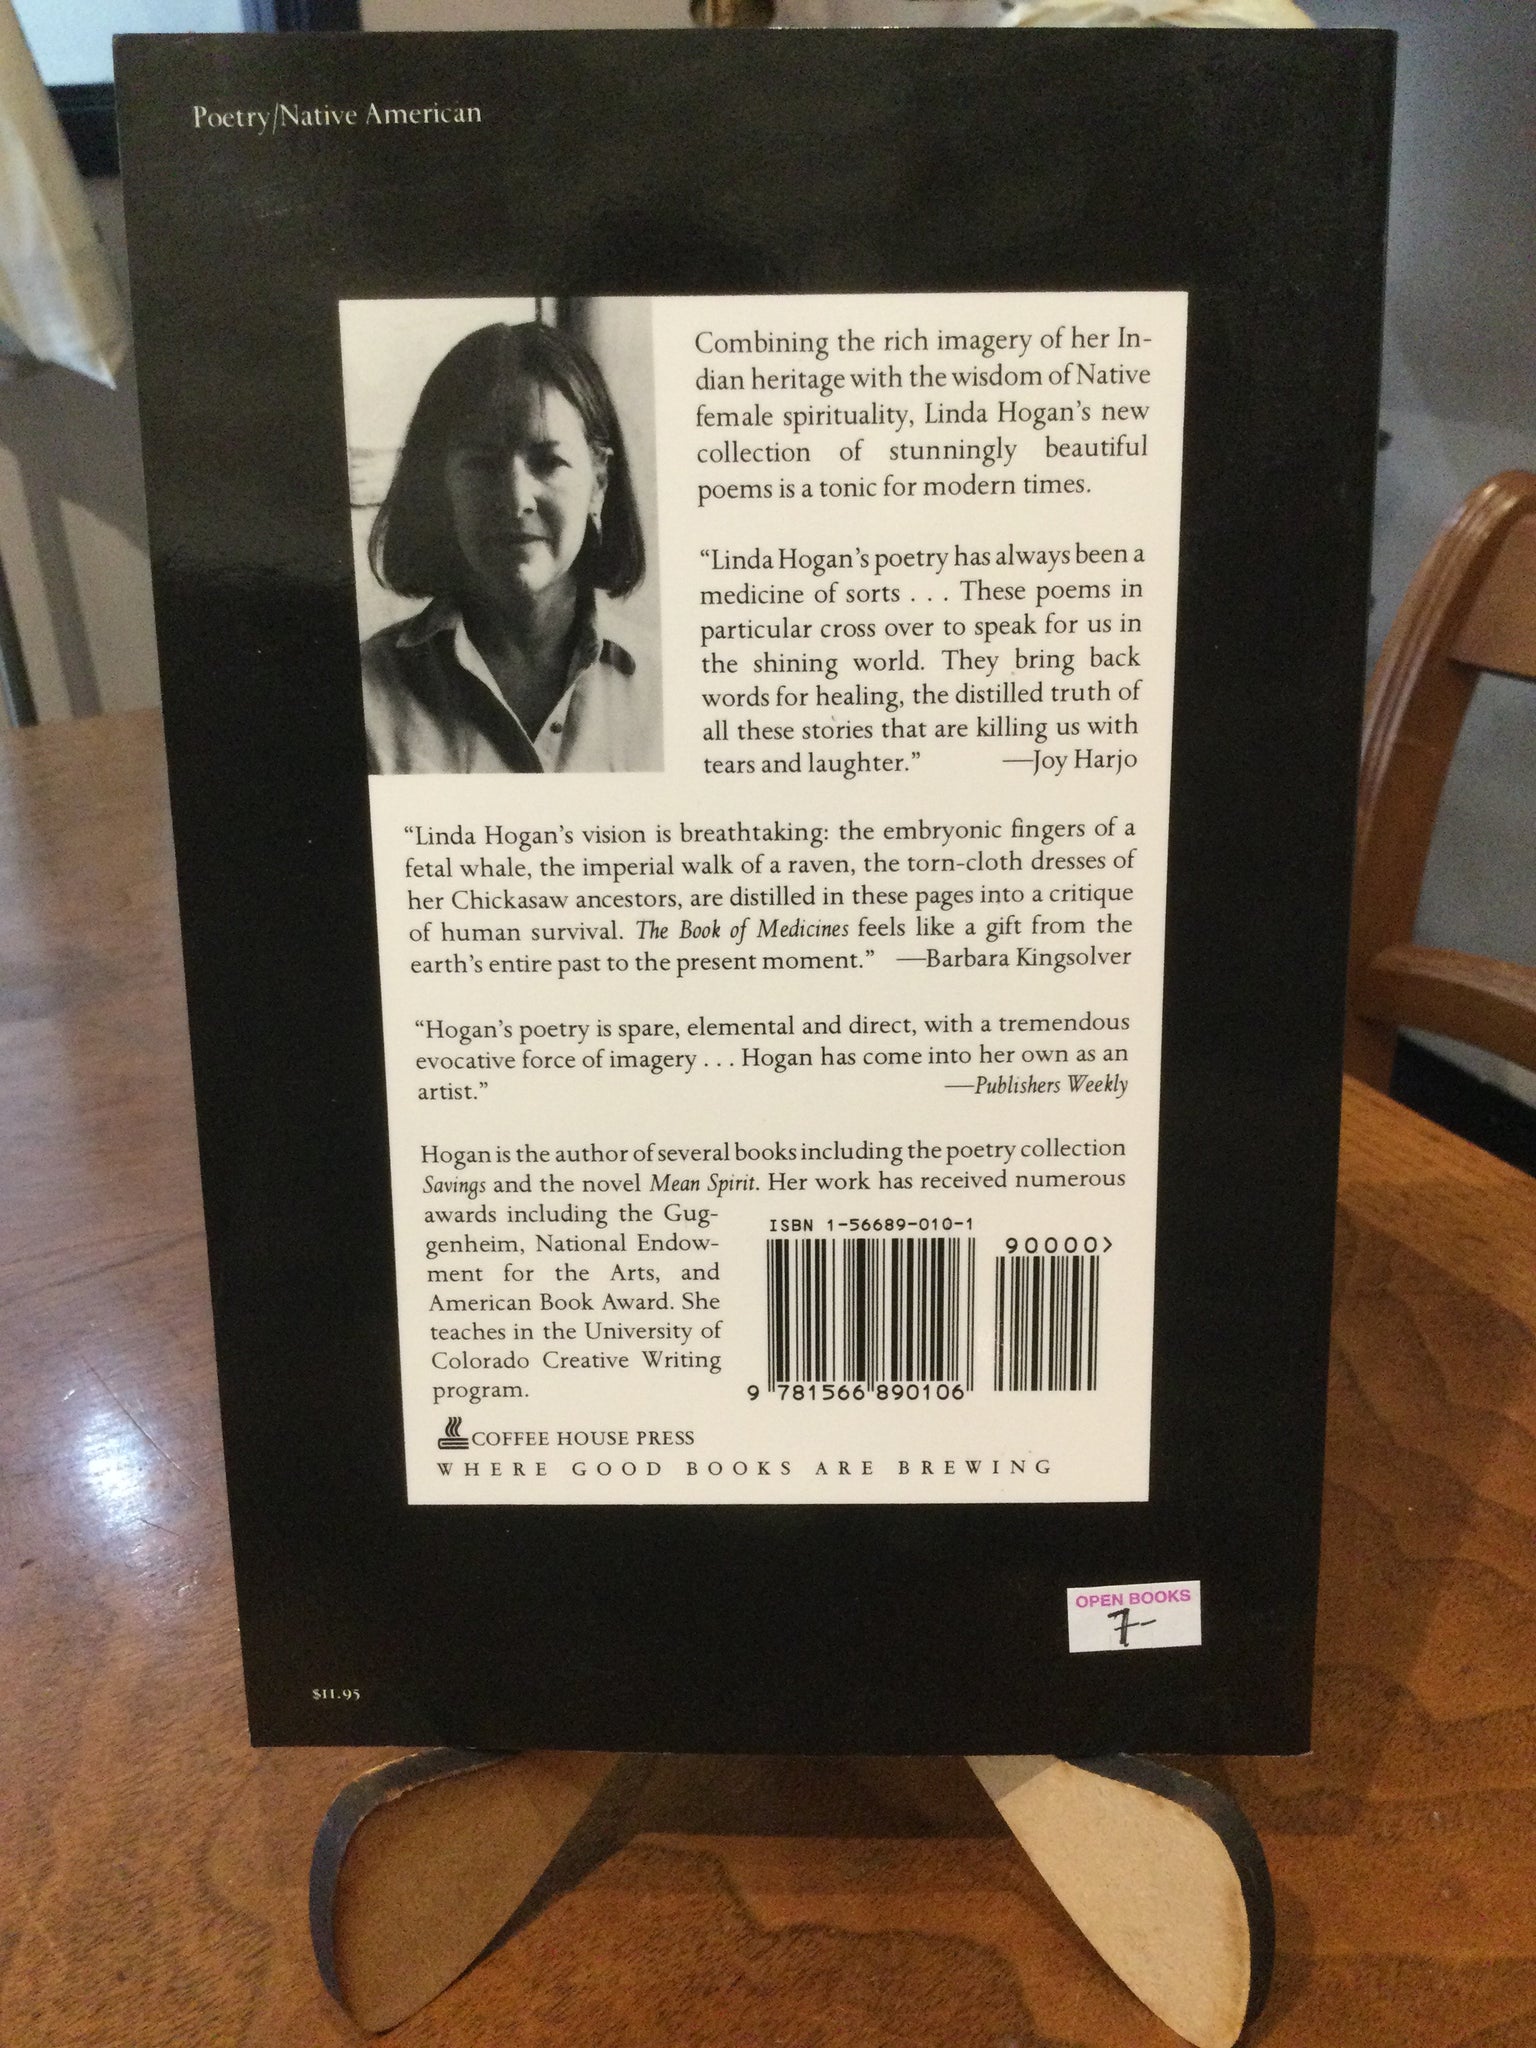 Poetry/Native American
Combining the rich imagery of her In-
dian heritage with the wisdom of Native
female spirituality, Linda Hogan's new
collection of stunningly beautiful
poems is a tonic for modern times.
“Linda Hogan's poetry has always been a
medicine of sorts . . . These poems in
particular cross over to speak for us in
the shining world. They bring back
words for healing, the distilled truth of
all these stories that are killing us with
tears and laughter.” —Joy Harjo
“Linda Hogan's vision is breathtaking: the embryonic fingers of a
fetal whale, the imperial walk of a raven, the torn-cloth dresses of
her Chickasaw ancestors, are distilled in these pages into a critique
of human survival. The Book of Medicines feels like a gift from the
earth's entire past to the present moment.” —Barbara Kingsolver
“Hogan's poetry is spare, elemental and direct, with a tremendous
evocative force of imagery . . . Hogan has come into her own as an
artist.” —Publishers Weekly
Hogan is the author of several books including the poetry collection
Savings and the novel Mean Spirit. Her work has received numerous
awards including the Gug-
genheim, National Endow-
ment for the Arts, and
American Book Award. She
teaches in the University of
Colorado Creative Writing
program.
ISBN 1-56689-010-1
90000>
9 781566 890106
COFFEE HOUSE PRESS
WHERE GOOD BOOKS ARE BREWING
OPEN BOOKS
7-
$11.95